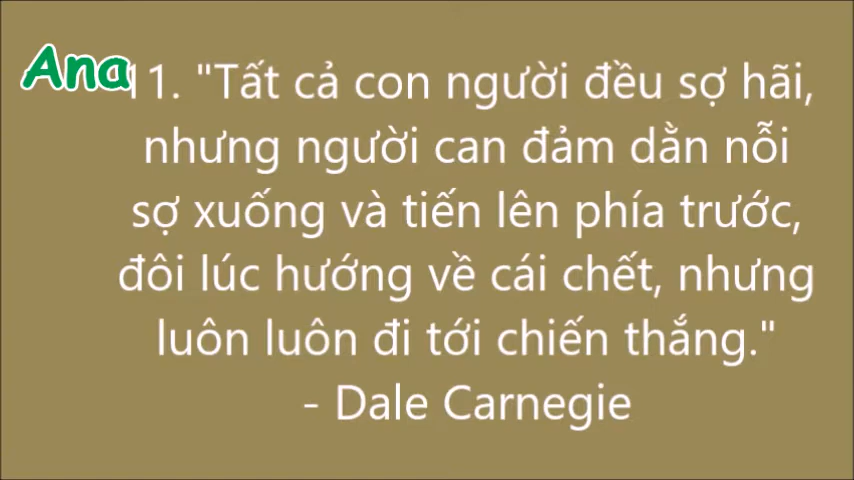 Ana
11. "Tất cả con người đều sợ hãi,
nhưng người can đảm dằn nỗi
sợ xuống và tiến lên phía trước,
đôi lúc hướng về cái chết, nhưng
luôn luôn đi tới chiến thắng."
- Dale Carnegie